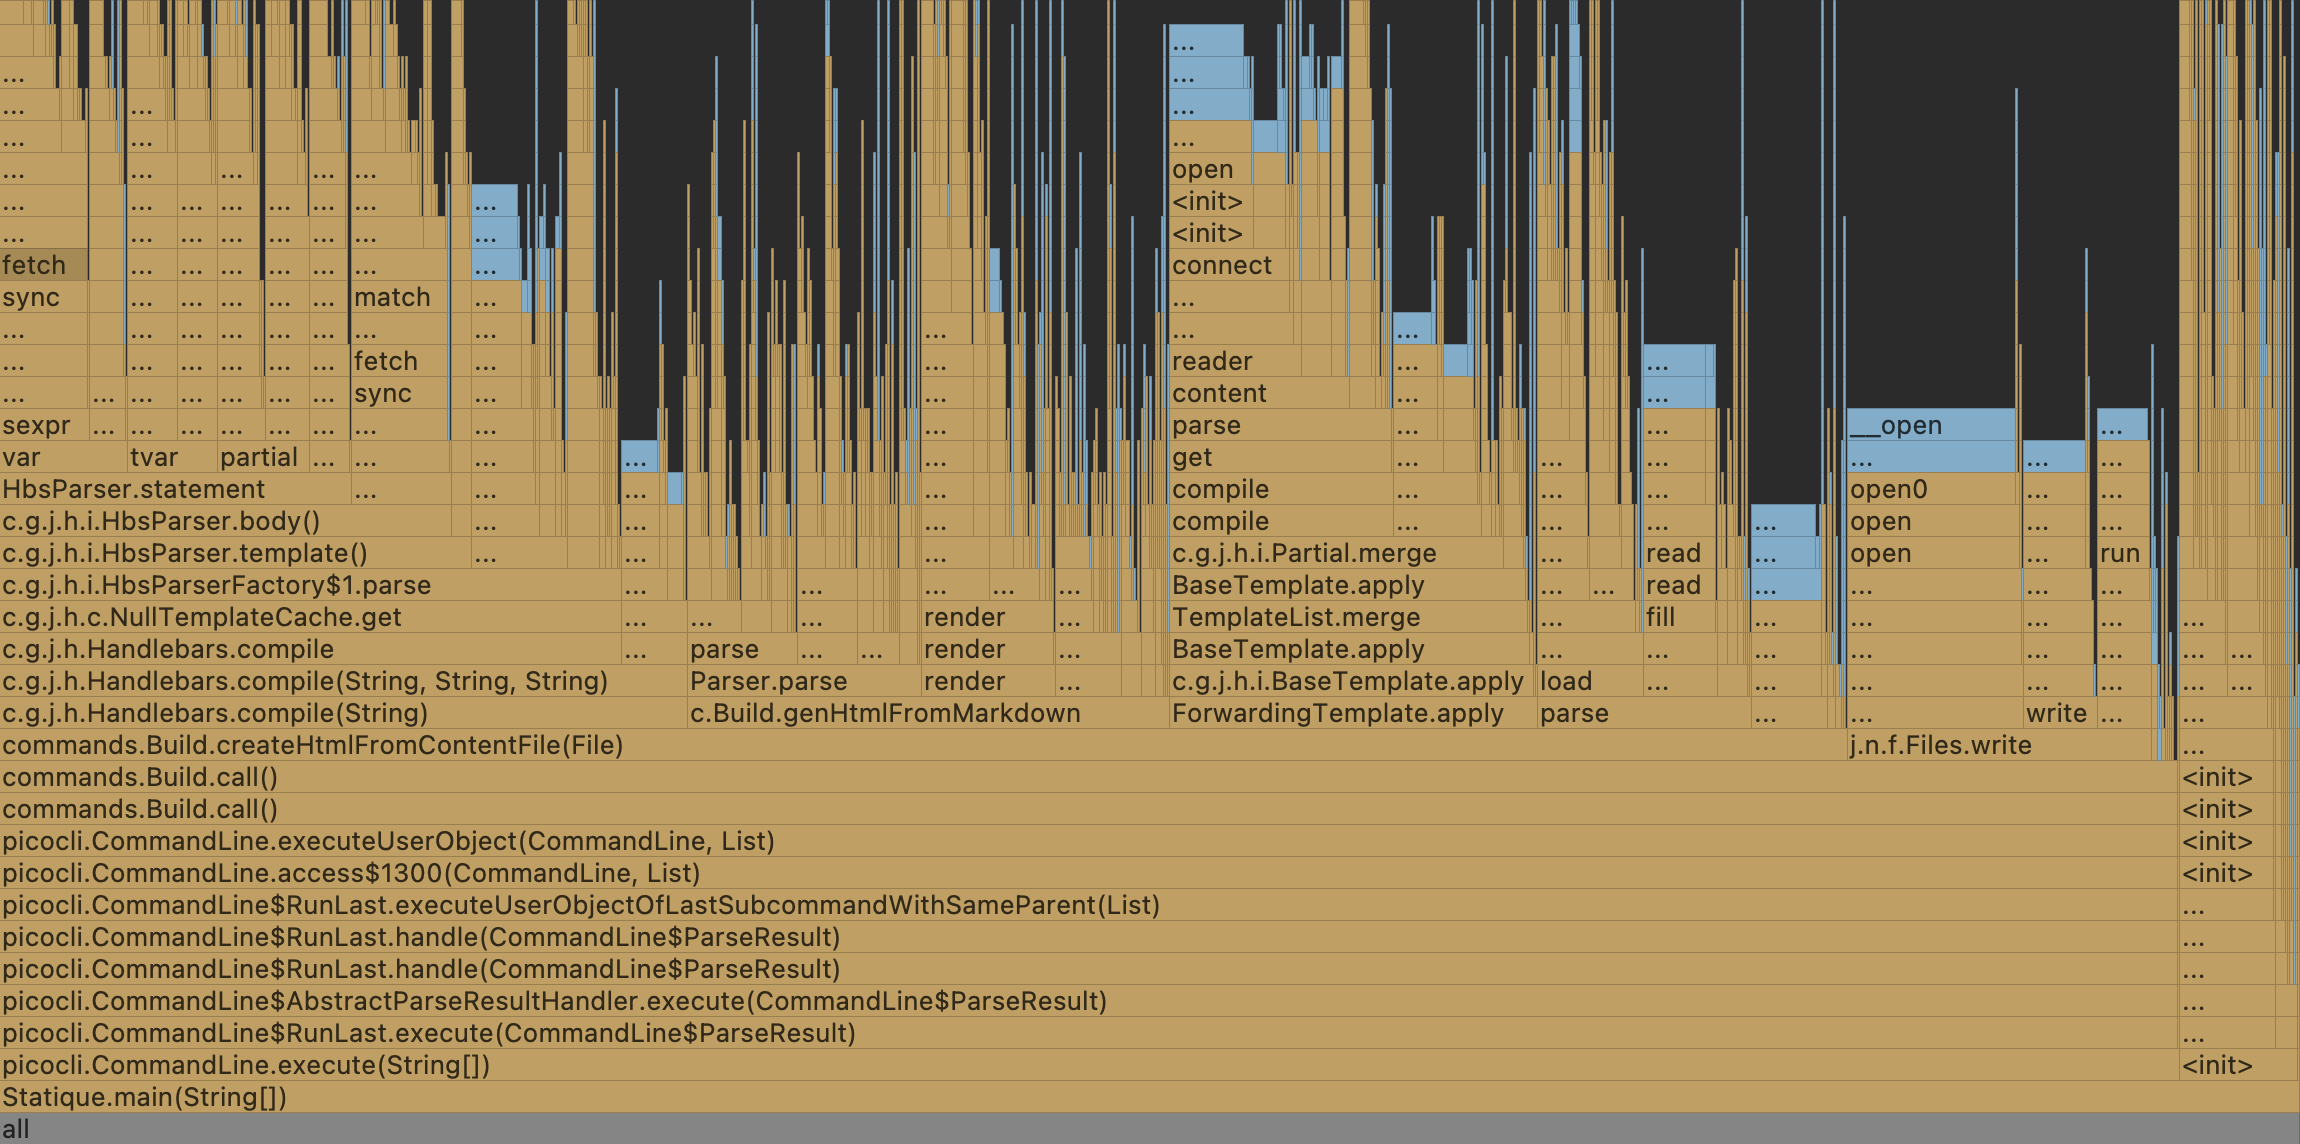 ...
... ...
... ... ...
... ... ... open
... ... ... ... ... <init>
... ... ... ... ... ... ... <init>
fetch ... ... ... ... ... ... connect
sync ... ... ... ... ... match ... ...
... ... ... ... ... ... ... ... ... ...
... ... ... ... ... ... fetch ... ... reader ... ...
... ... ... ... ... ... ... sync ... ... content ... ...
sexpr ... ... ... ... ... ... ... ... ... parse ... ... __open ...
var tvar partial ... ... ... ... ... get ... ... ... ... ... ...
HbsParser.statement ... ... ... ... compile ... ... ... open0 ... ...
c.g.j.h.i.HbsParser.body() ... ... ... compile ... ... ... ... open ... ...
c.g.j.h.i.HbsParser.template() ... ... ... c.g.j.h.i.Partial.merge ... read ... open ... run
c.g.j.h.i.HbsParserFactory$1.parse ... ... ... ... ... BaseTemplate.apply ... ... read ... ... ... ...
c.g.j.h.c.NullTemplateCache.get ... ... ... render ... TemplateList.merge ... fill ... ... ... ... ...
c.g.j.h.Handlebars.compile ... parse ... ... render ... BaseTemplate.apply ... ... ... ... ... ... ... ...
c.g.j.h.Handlebars.compile(String, String, String) Parser.parse render ... c.g.j.h.i.BaseTemplate.apply load ... ... ... ... ... ... ...
c.g.j.h.Handlebars.compile(String) c.Build.genHtmlFromMarkdown ForwardingTemplate.apply parse ... ... write ... ...
commands.Build.createHtmlFromContentFile(File) j.n.f.Files.write ...
commands.Build.call() <init>
commands.Build.call() <init>
picocli.CommandLine.executeUserObject(CommandLine, List) <init>
picocli.CommandLine.access$1300(CommandLine, List) <init>
picocli.CommandLine$RunLast.executeUserObjectOfLastSubcommandWithSameParent(List) ...
picocli.CommandLine$RunLast.handle(CommandLine$ParseResult) ...
picocli.CommandLine$RunLast.handle(CommandLine$ParseResult) ...
picocli.CommandLine$AbstractParseResultHandler.execute(CommandLine$ParseResult) ...
picocli.CommandLine$RunLast.execute(CommandLine$ParseResult) ...
picocli.CommandLine.execute(String[]) <init>
Statique.main(String[])
all